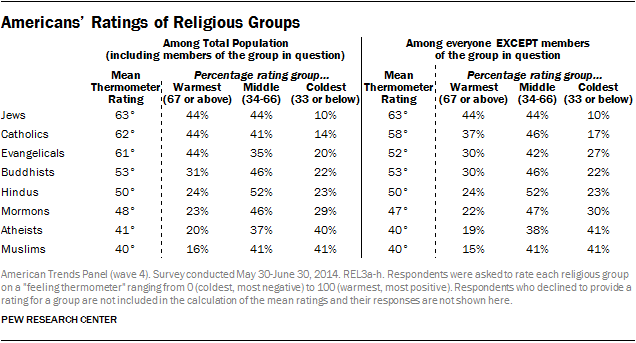 Americans' Ratings of Religious Groups
Among Total Population
(including members of the group in question)
Among everyone EXCEPT members
of the group in question
Mean
Thermometer
Rating
Percentage rating group...
Warmest
(67 or above)
Middle
(34-66)
Coldest
(33 or below)
Mean
Thermometer
Rating
Percentage rating group...
Warmest
(67 or above)
Middle
(34-66)
Coldest
(33 or below)
Jews 63° 44% 44% 10% 63° 44% 44% 10%
Catholics 62° 44% 41% 14% 58° 37% 46% 17%
Evangelicals 61° 44% 35% 20% 52° 30% 42% 27%
Buddhists 53° 31% 46% 22% 53° 30% 46% 22%
Hindus 50° 24% 52% 23% 50° 24% 52% 23%
Mormons 48° 23% 46% 29% 47° 22% 47% 30%
Atheists 41° 20% 37% 40% 40° 19% 38% 41%
Muslims 40° 16% 41% 41% 40° 15% 41% 41%
American Trends Panel (wave 4). Survey conducted May 30-June 30, 2014. REL3a-h. Respondents were asked to rate each religious group
on a "feeling thermometer" ranging from 0 (coldest, most negative) to 100 (warmest, most positive). Respondents who declined to provide a
rating for a group are not included in the calculation of the mean ratings and their responses are not shown here.
PEW RESEARCH CENTER